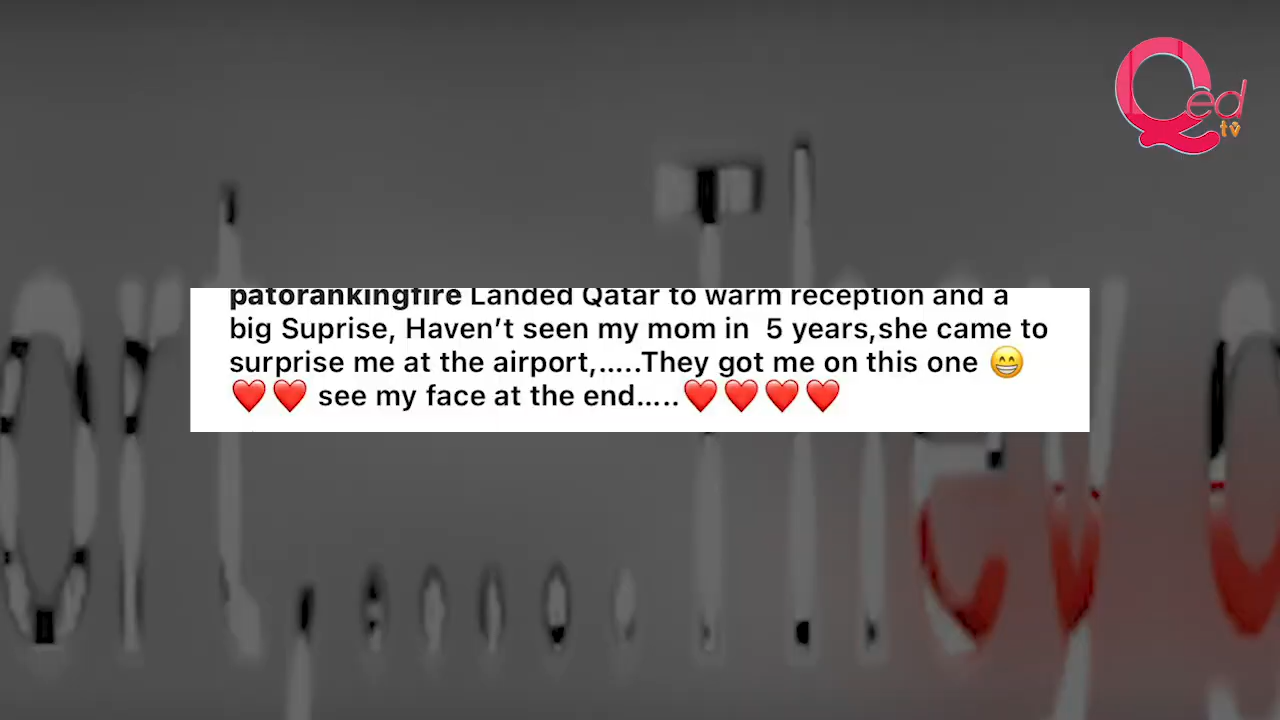 Qed
tv
patorankingfire Landed Qatar to warm reception and a
big Suprise, Haven’t seen my mom in 5 years,she came to
surprise me at the airport,.....They got me on this one 😁
❤️❤️ see my face at the end.....❤️❤️❤️❤️